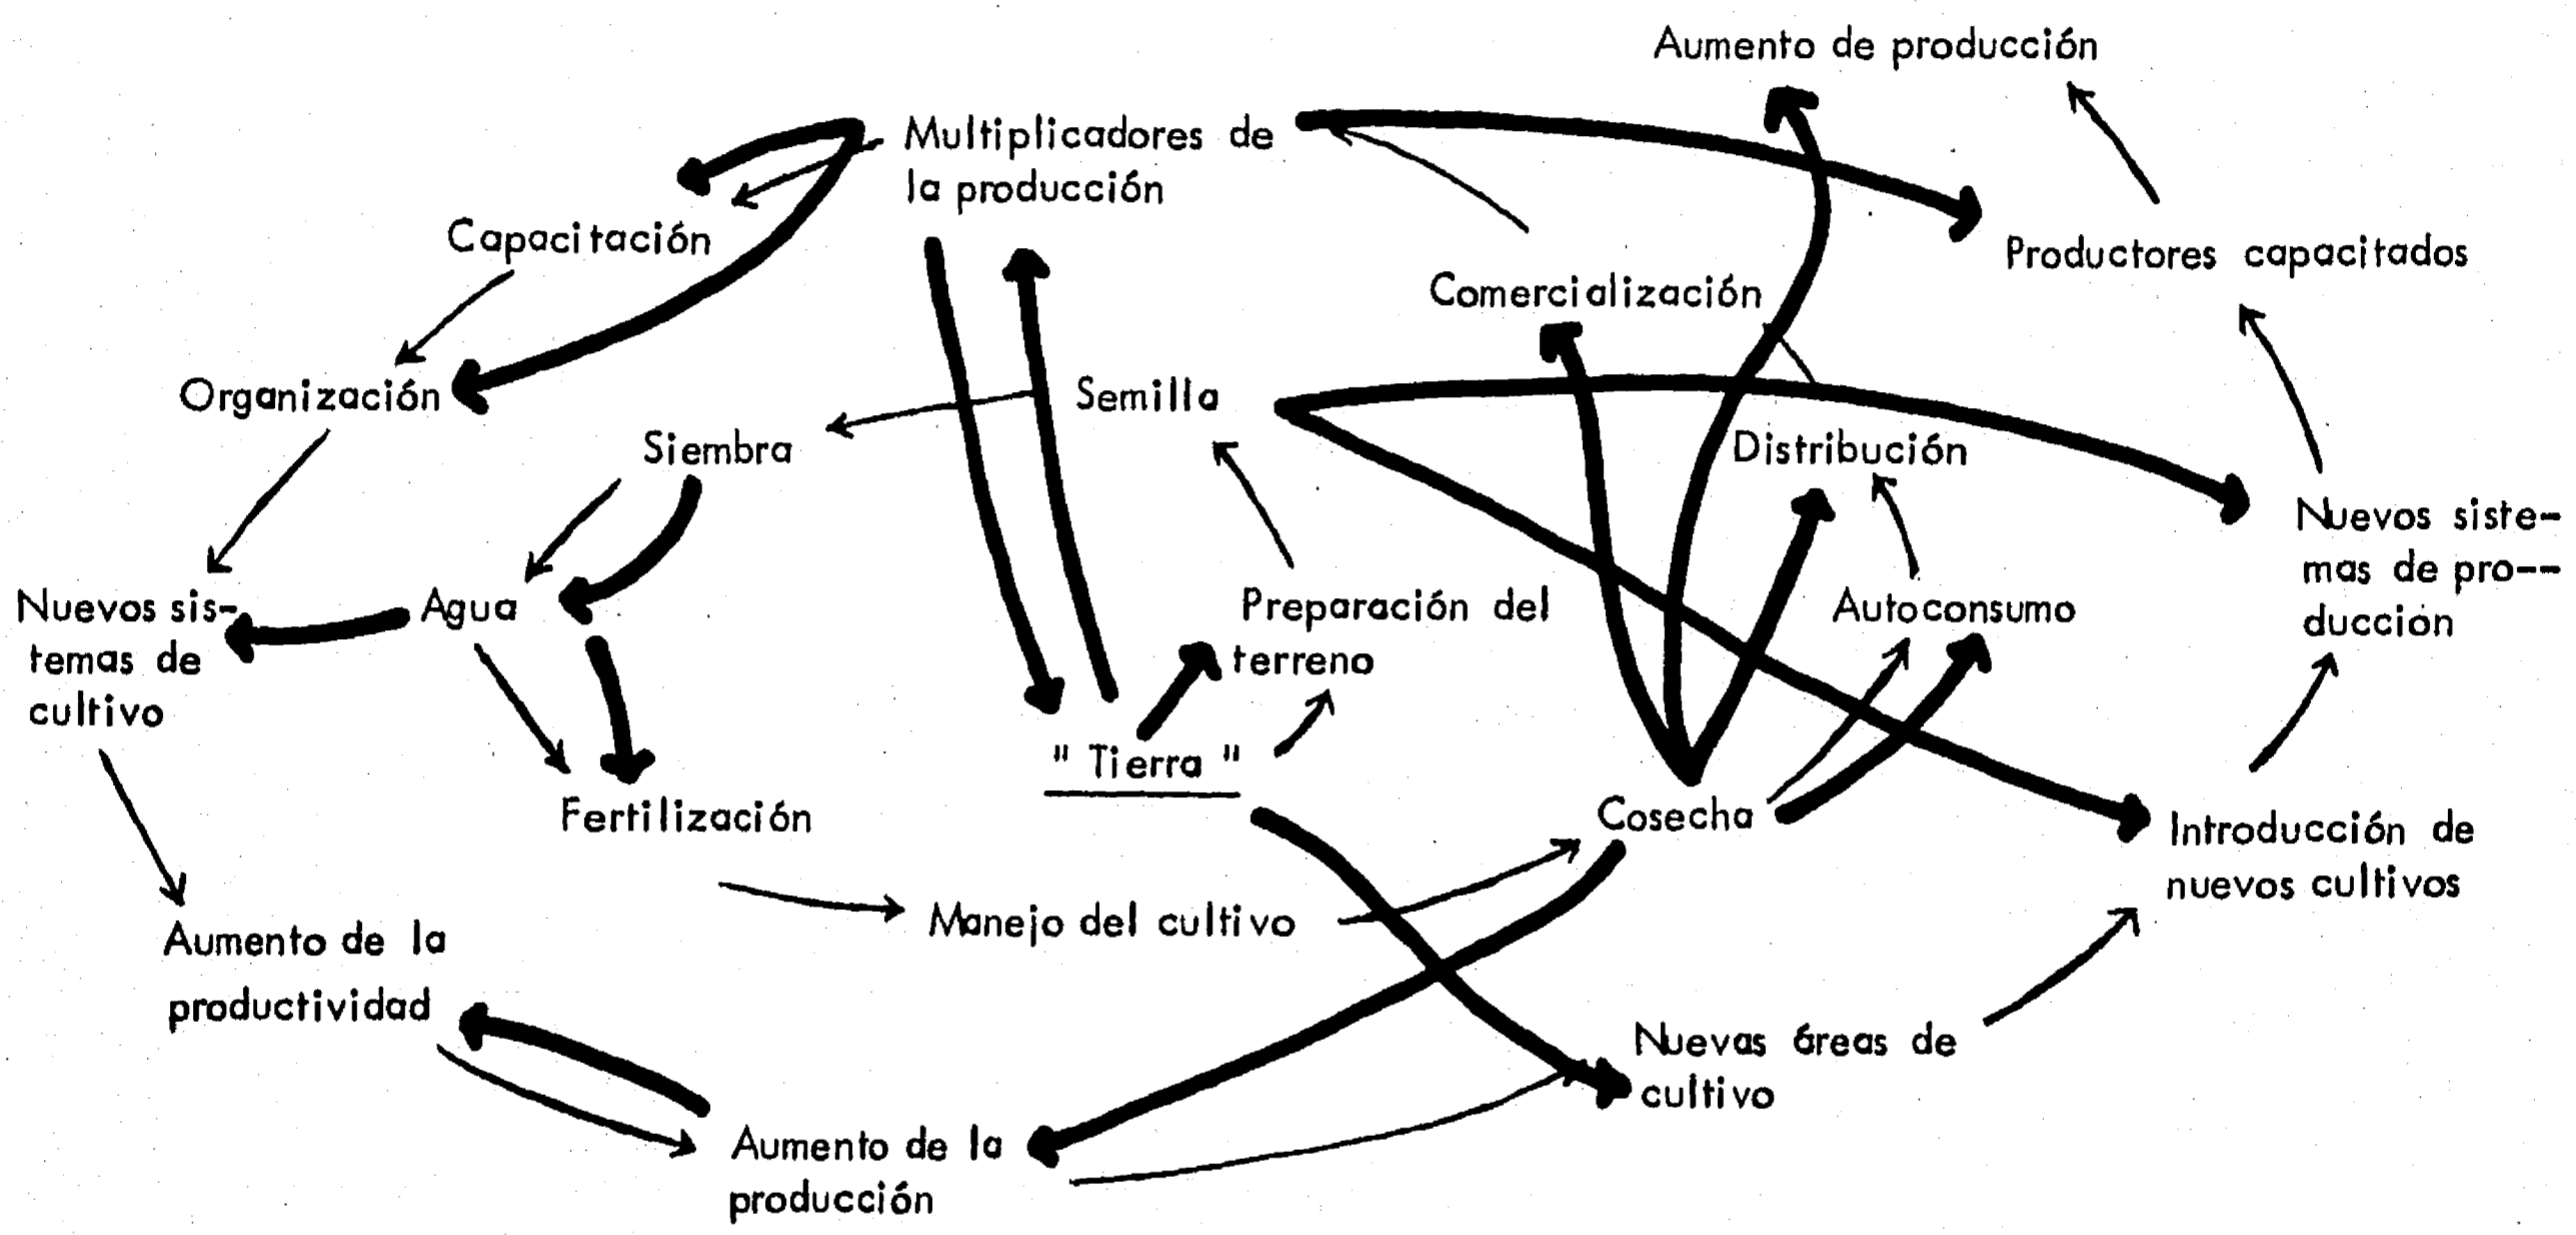 Aumento de producción
Multiplicadores de
la producción
Capacitación
Productores capacitados
Comercialización
Organización
Semilla
Siembra
Distribución
Nuevos siste-
mas de pro--
ducción
Nuevos sis-
temas de
cultivo
Agua
Preparación del
terreno
Autoconsumo
" Tierra "
Fertilización
Cosecha
Introducción de
nuevos cultivos
Manejo del cultivo
Aumento de la
productividad
Nuevas áreas de
cultivo
Aumento de la
producción